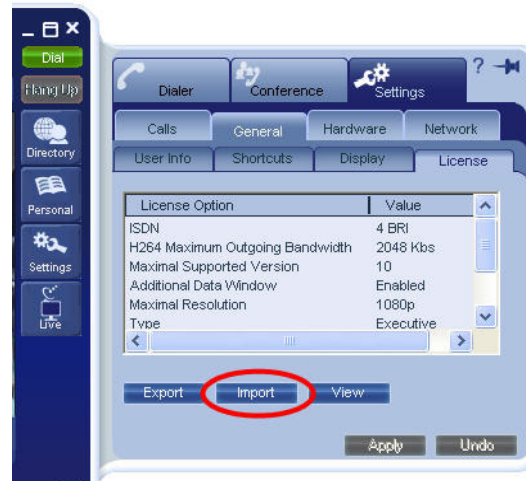 Dial
Hang Up
Directory
Personal
Settings
Live
?
Dialer
Conference
Settings
Calls
General
Hardware
Network
User Info
Shortcuts
Display
License
License Option Value
ISDN 4 BRI
H264 Maximum Outgoing Bandwidth 2048 Kbs
Maximal Supported Version 10
Additional Data Window Enabled
Maximal Resolution 1080p
Type Executive
Export
Import
View
Apply
Undo